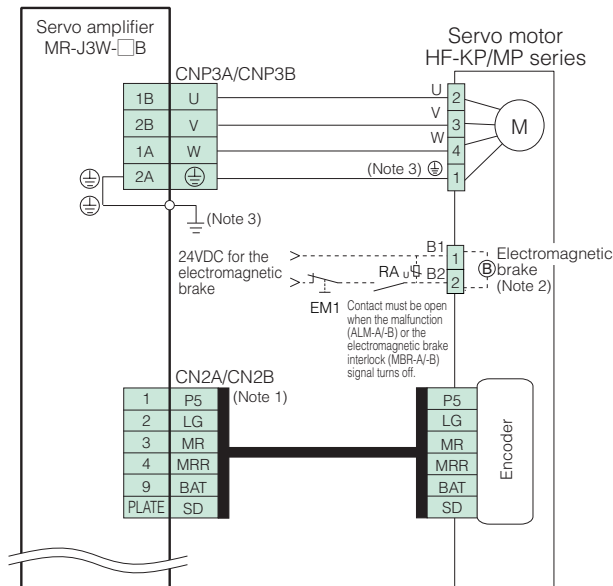 Servo amplifier
MR-J3W-□B
Servo motor
HF-KP/MP series
CNP3A/CNP3B
1B U
2B V
1A W
2A ⏚
U 2
V 3
W 4
(Note 3) ⏚ 1
M
(Note 3)
24VDC for the
electromagnetic
brake
EM1
RA
U
B1 1
B2 2
B
Electromagnetic
brake
(Note 2)
Contact must be open
when the malfunction
(ALM-A/-B) or the
electromagnetic brake
interlock (MBR-A/-B)
signal turns off.
CN2A/CN2B
(Note 1)
1 P5
2 LG
3 MR
4 MRR
9 BAT
PLATE SD
P5
LG
MR
MRR
BAT
SD
Encoder